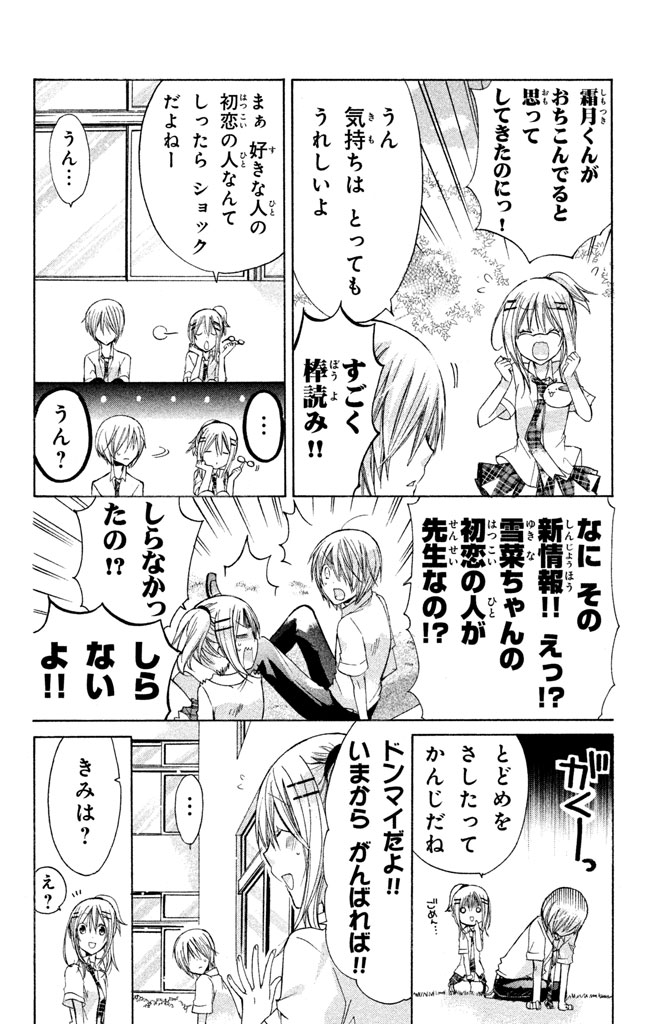 霜月くんが
おちこんでると
思って
してきたのにっ!
うん
気持ちは とっても
うれしいよ
すごく
棒読み!!
まぁ 好きな人の
初恋の人なんて
しったら ショック
だよねー
うん…
…
うん?
なに その
新情報!! えっ!?
雪菜ちゃんの
初恋の人が
先生なの!?
しらなかっ
たの!?
しら
ない
よ!!
がくーっ
とどめを
さしたって
かんじだね
ごめん…
ドンマイだよ!!
いまから がんばれば!!
…
きみは?
え?